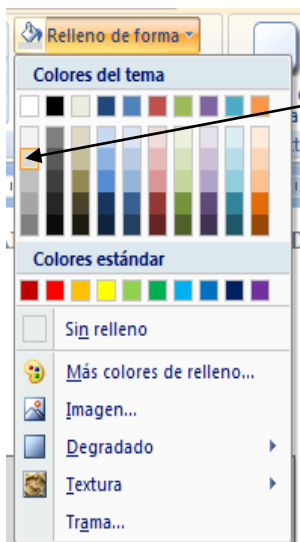 Relleno de forma
Colores del tema
Colores estándar
Sin relleno
Más colores de relleno...
Imagen...
Degradado
Textura
Trama...